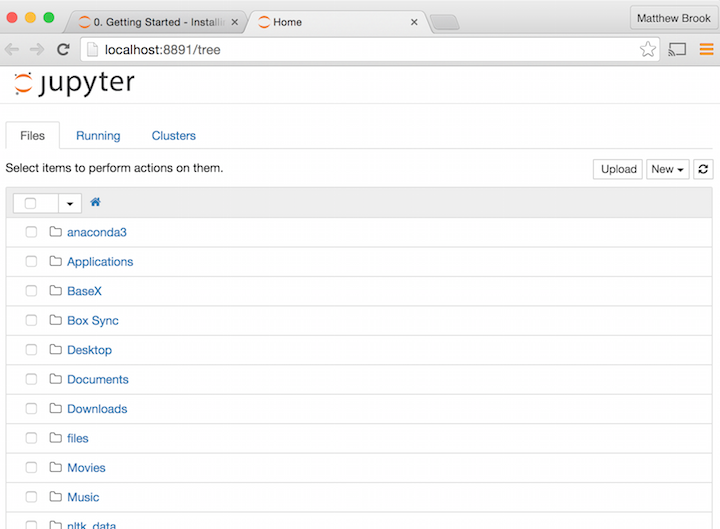 0. Getting Started - Installi
Home
Matthew Brook
localhost:8891/tree
jupyter
Files
Running
Clusters
Select items to perform actions on them.
Upload
New
anaconda3
Applications
BaseX
Box Sync
Desktop
Documents
Downloads
files
Movies
Music
nltk_data